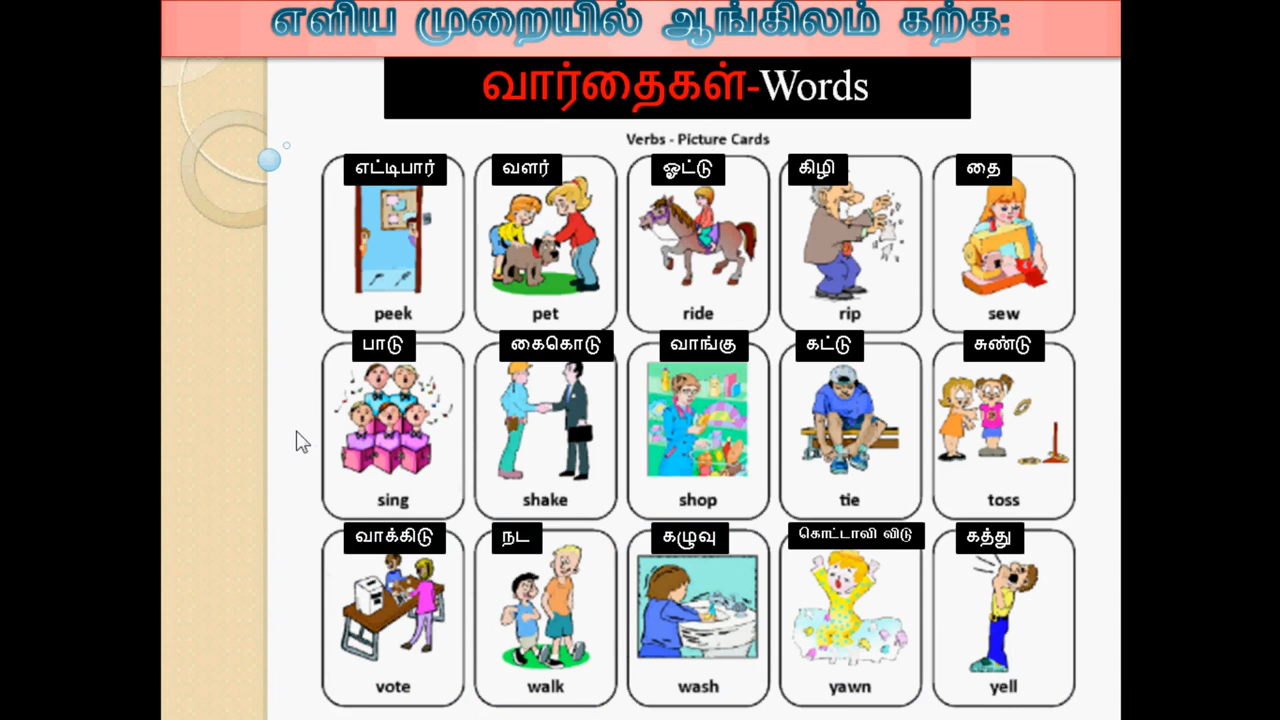 எளிய முறையில் ஆங்கிலம் கற்க:
வார்தைகள்-Words
Verbs - Picture Cards
எட்டிபார் வளர் ஓட்டு கிழி தை
peek pet ride rip sew
பாடு கைகொடு வாங்கு கட்டு சுண்டு
sing shake shop tie toss
வாக்கிடு நட கழுவு கொட்டாவி விடு கத்து
vote walk wash yawn yell